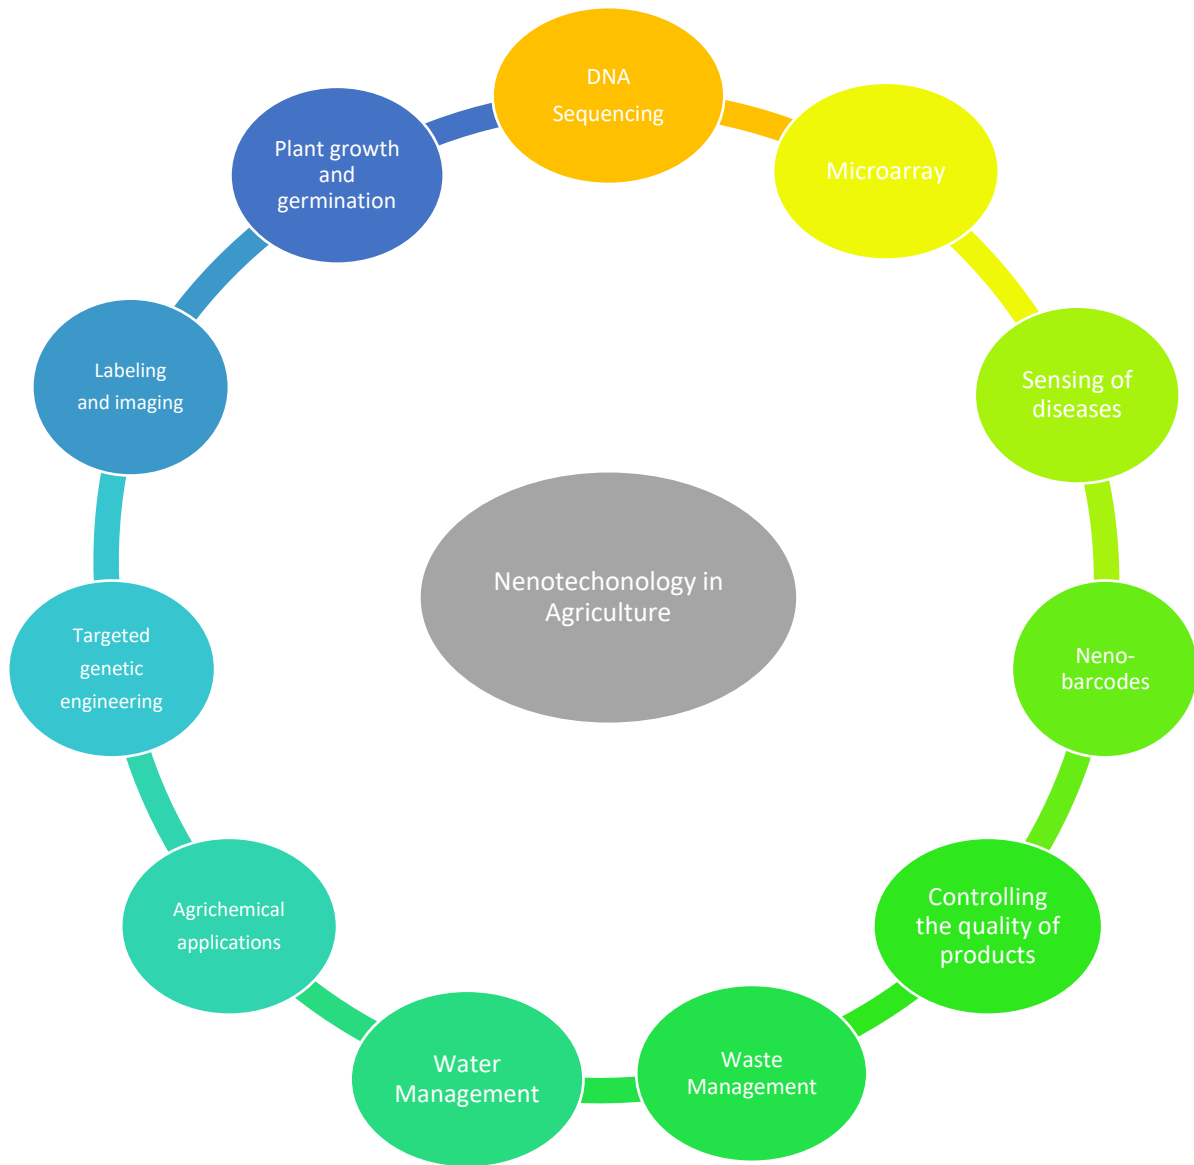 DNA
Sequencing
Microarray
Sensing of
diseases
Neno-
barcodes
Controlling
the quality of
products
Waste
Management
Water
Management
Agrichemical
applications
Targeted
genetic
engineering
Labeling
and imaging
Plant growth
and
germination
Nenotechonology in
Agriculture